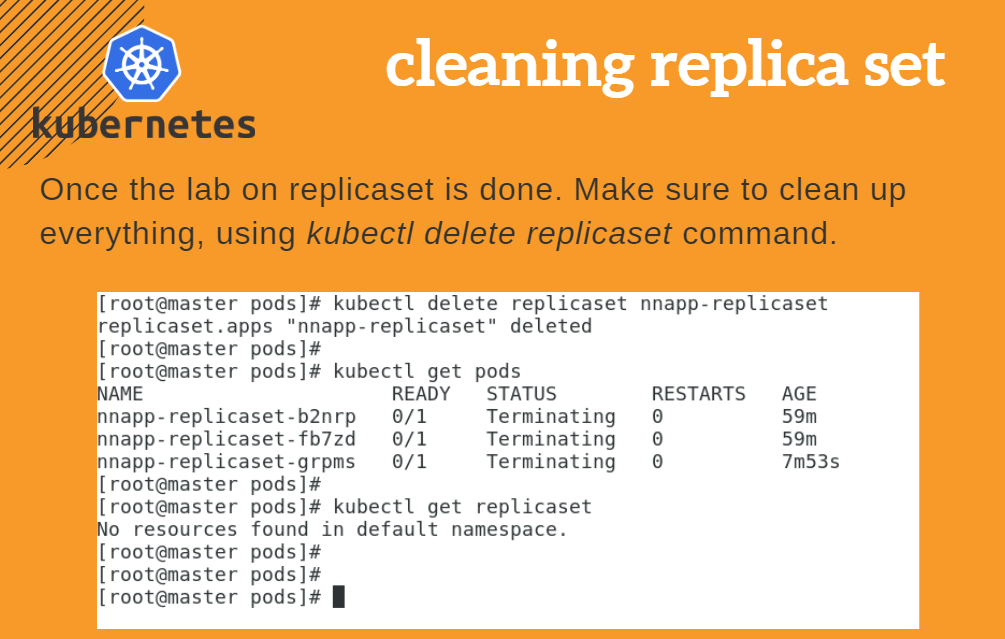 cleaning replica set
kubernetes
Once the lab on replicaset is done. Make sure to clean up
everything, using kubectl delete replicaset command.
[root@master pods]# kubectl delete replicaset nnapp-replicaset
replicaset.apps "nnapp-replicaset" deleted
[root@master pods]#
[root@master pods]# kubectl get pods
NAME                     READY   STATUS        RESTARTS   AGE
nnapp-replicaset-b2nrp   0/1     Terminating   0          59m
nnapp-replicaset-fb7zd   0/1     Terminating   0          59m
nnapp-replicaset-grpms   0/1     Terminating   0          7m53s
[root@master pods]#
[root@master pods]# kubectl get replicaset
No resources found in default namespace.
[root@master pods]#
[root@master pods]#
[root@master pods]#